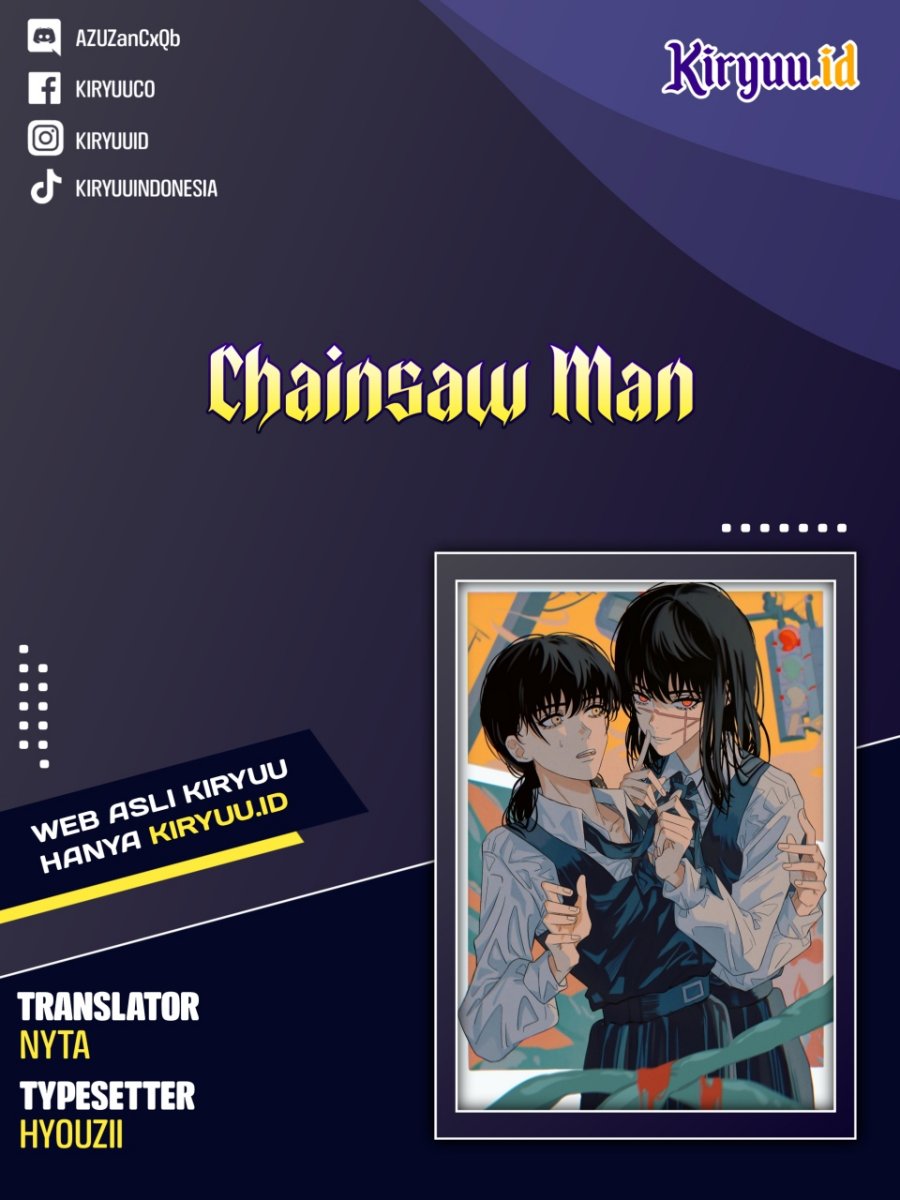 AZUZanCxQb
KIRYUUCO
KIRYUUID
KIRYUUINDONESIA
Kiryuu.id
Chainsaw Man
WEB ASLI KIRYUU
HANYA KIRYUU.ID
TRANSLATOR
NYTA
TYPESETTER
HYOUZII